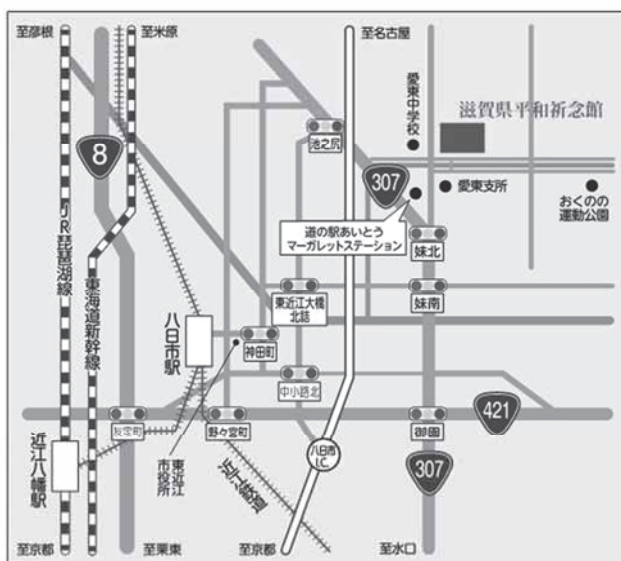 至彦根
至米原
至名古屋
愛東中学校
滋賀県平和祈念館
8
池之尻
307
愛東支所
おくのの
運動公園
道の駅あいとう
マーガレットステーション
妹北
JR琵琶湖線
東海道新幹線
八日市駅
東近江大橋
北詰
妹南
神田町
中小路北
421
友定町
野々宮町
御園
近江八幡駅
東近江
市役所
近江鉄道
八日市
I.C.
307
至京都
至栗東
至京都
至水口